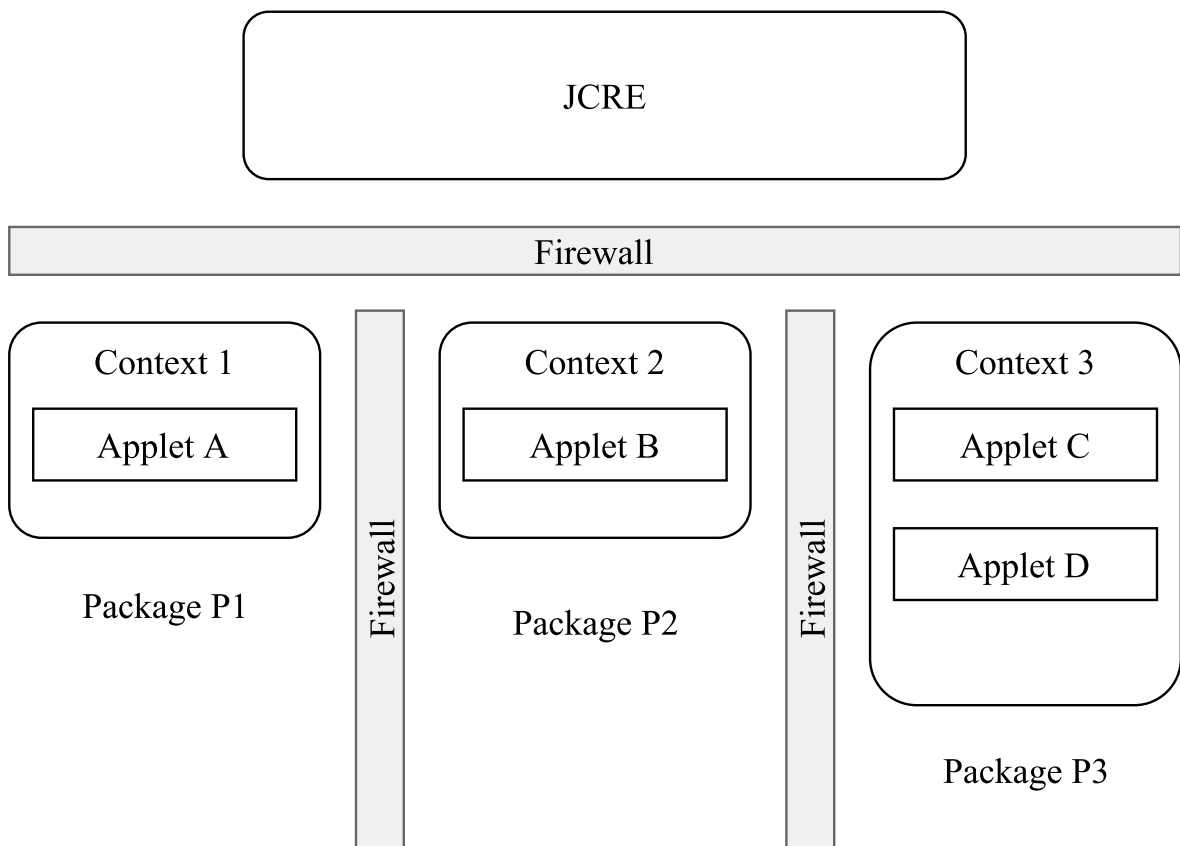 JCRE
Firewall
Context 1
Applet A
Package P1
Firewall
Context 2
Applet B
Package P2
Firewall
Context 3
Applet C
Applet D
Package P3